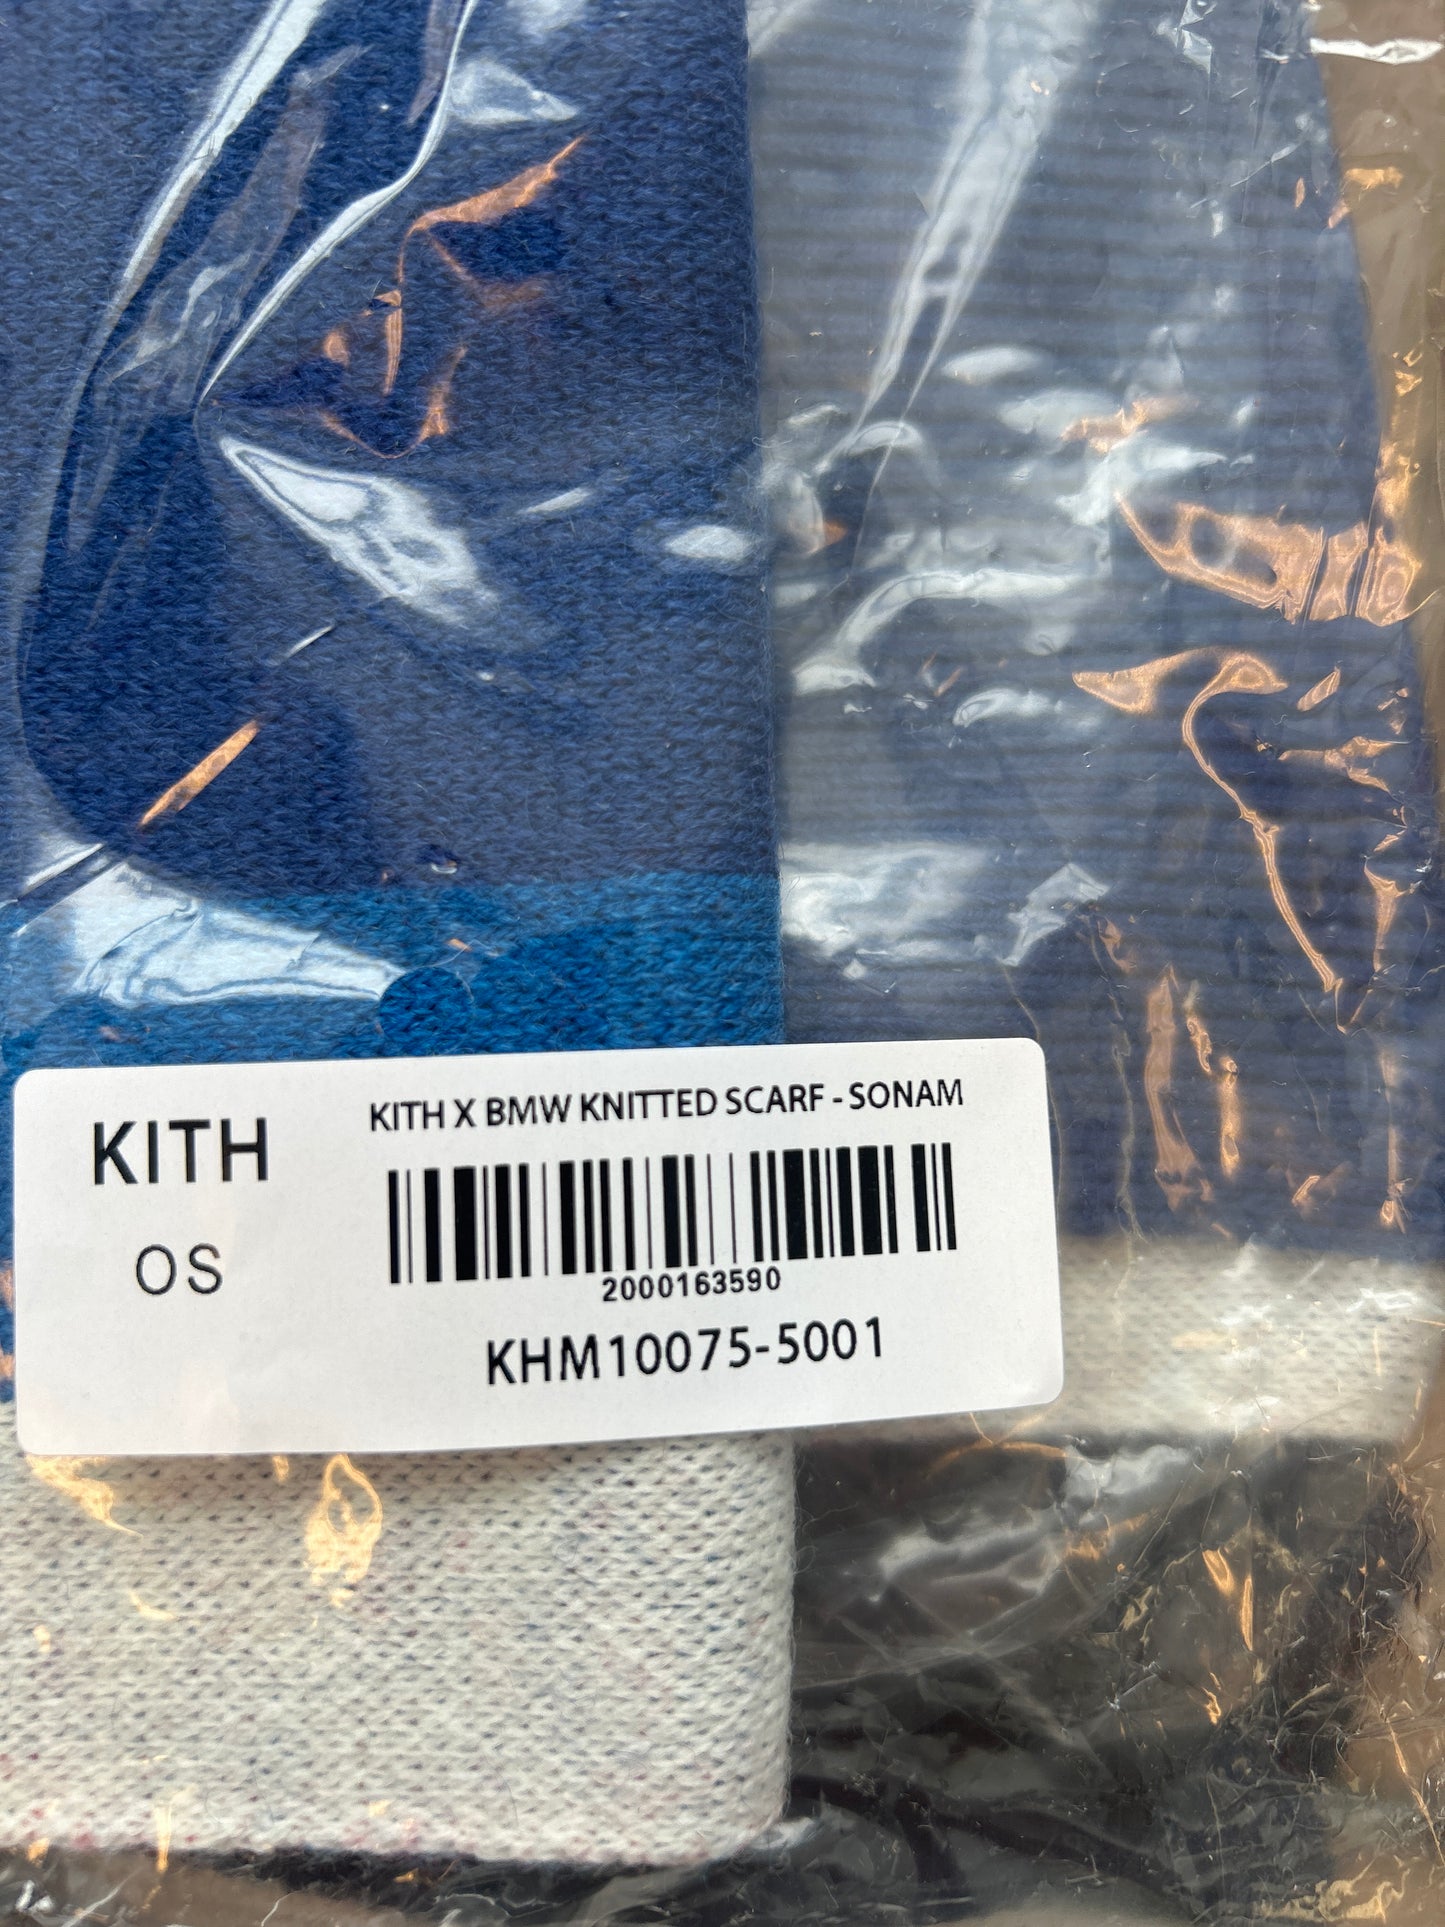 KITH
OS
KITH X BMW KNITTED SCARF - SONAM
2000163590
KHM10075-5001